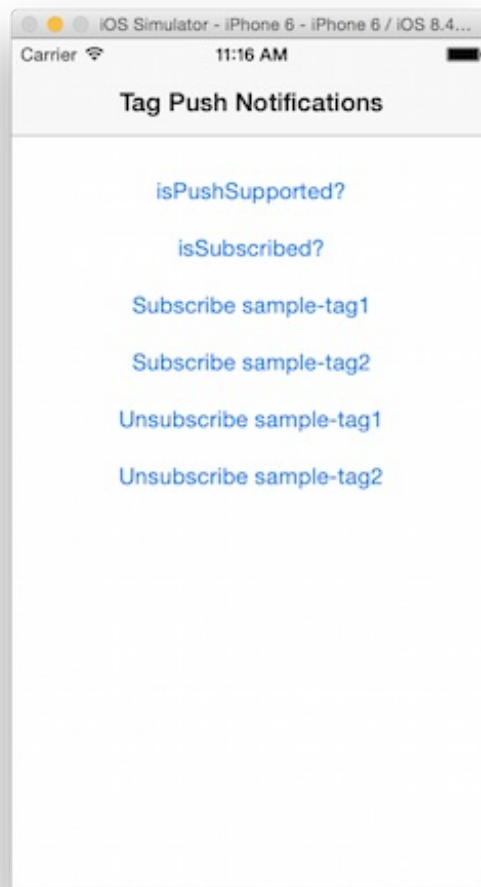 iOS Simulator - iPhone 6 - iPhone 6 / iOS 8.4...
Carrier 11:16 AM
Tag Push Notifications
isPushSupported?
isSubscribed?
Subscribe sample-tag1
Subscribe sample-tag2
Unsubscribe sample-tag1
Unsubscribe sample-tag2